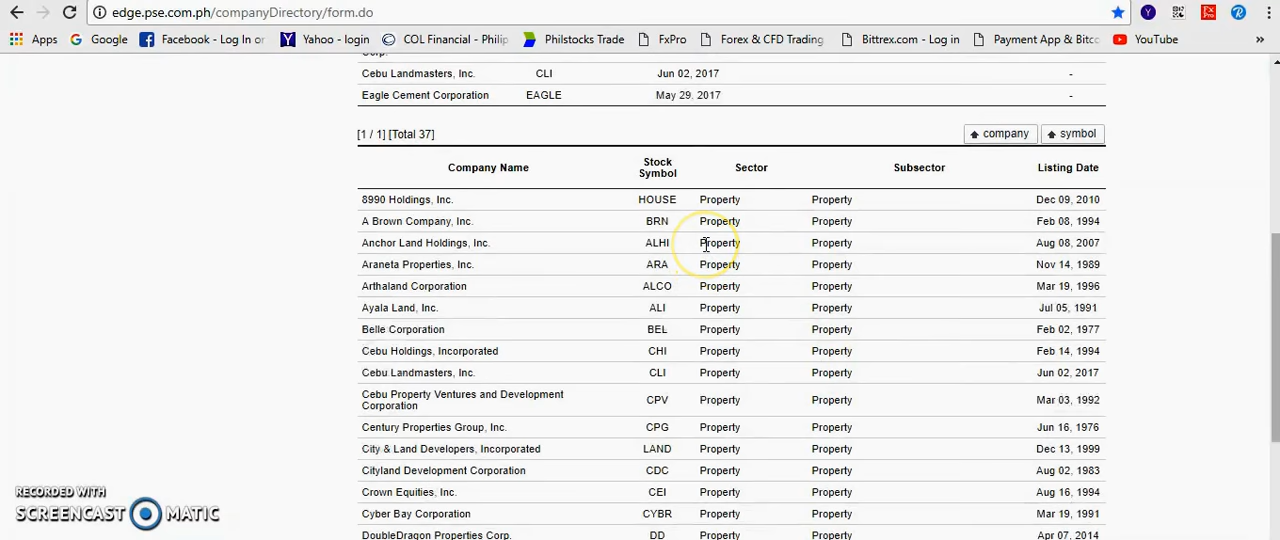 edge.pse.com.ph/companyDirectory/form.do
Apps Google Facebook - Log In or Yahoo - login COL Financial - Philip Philstocks Trade FxPro Forex & CFD Trading Bittrex.com - Log in Payment App & Bitco YouTube »
Corp.
Cebu Landmasters, Inc. CLI Jun 02, 2017 -
Eagle Cement Corporation EAGLE May 29, 2017 -
[1 / 1] [Total 37] company symbol
Company Name Stock Symbol Sector Subsector Listing Date
8990 Holdings, Inc. HOUSE Property Property Dec 09, 2010
A Brown Company, Inc. BRN Property Property Feb 08, 1994
Anchor Land Holdings, Inc. ALHI Property Property Aug 08, 2007
Araneta Properties, Inc. ARA Property Property Nov 14, 1989
Arthaland Corporation ALCO Property Property Mar 19, 1996
Ayala Land, Inc. ALI Property Property Jul 05, 1991
Belle Corporation BEL Property Property Feb 02, 1977
Cebu Holdings, Incorporated CHI Property Property Feb 14, 1994
Cebu Landmasters, Inc. CLI Property Property Jun 02, 2017
Cebu Property Ventures and Development
Corporation CPV Property Property Mar 03, 1992
Century Properties Group, Inc. CPG Property Property Jun 16, 1976
City & Land Developers, Incorporated LAND Property Property Dec 13, 1999
Cityland Development Corporation CDC Property Property Aug 02, 1983
Crown Equities, Inc. CEI Property Property Aug 16, 1994
Cyber Bay Corporation CYBR Property Property Mar 19, 1991
DoubleDragon Properties Corp. DD Property Property Apr 07, 2014
RECORDED WITH
SCREENCAST MATIC